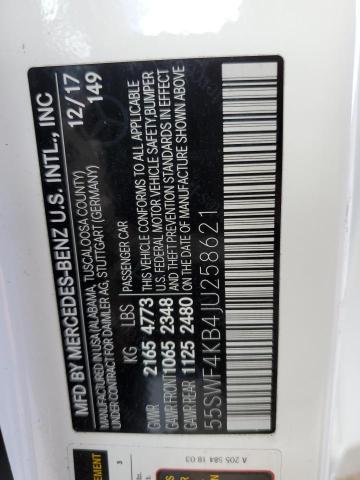 MFD BY MERCEDES-BENZ U.S. INTL., INC
MANUFACTURED IN USA (ALABAMA, TUSCALOOSA COUNTY)
UNDER CONTRACT FOR DAIMLER AG, STUTTGART (GERMANY)
12/17
149
KG LBS
GVWR 2165 4773
GAWR FRONT 1065 2348
GAWR REAR 1125 2480
PASSENGER CAR
THIS VEHICLE CONFORMS TO ALL APPLICABLE
U.S. FEDERAL MOTOR VEHICLE SAFETY, BUMPER
AND THEFT PREVENTION STANDARDS IN EFFECT
ON THE DATE OF MANUFACTURE SHOWN ABOVE
55SWF4KB4JU258621
A 205 584 18 03
3